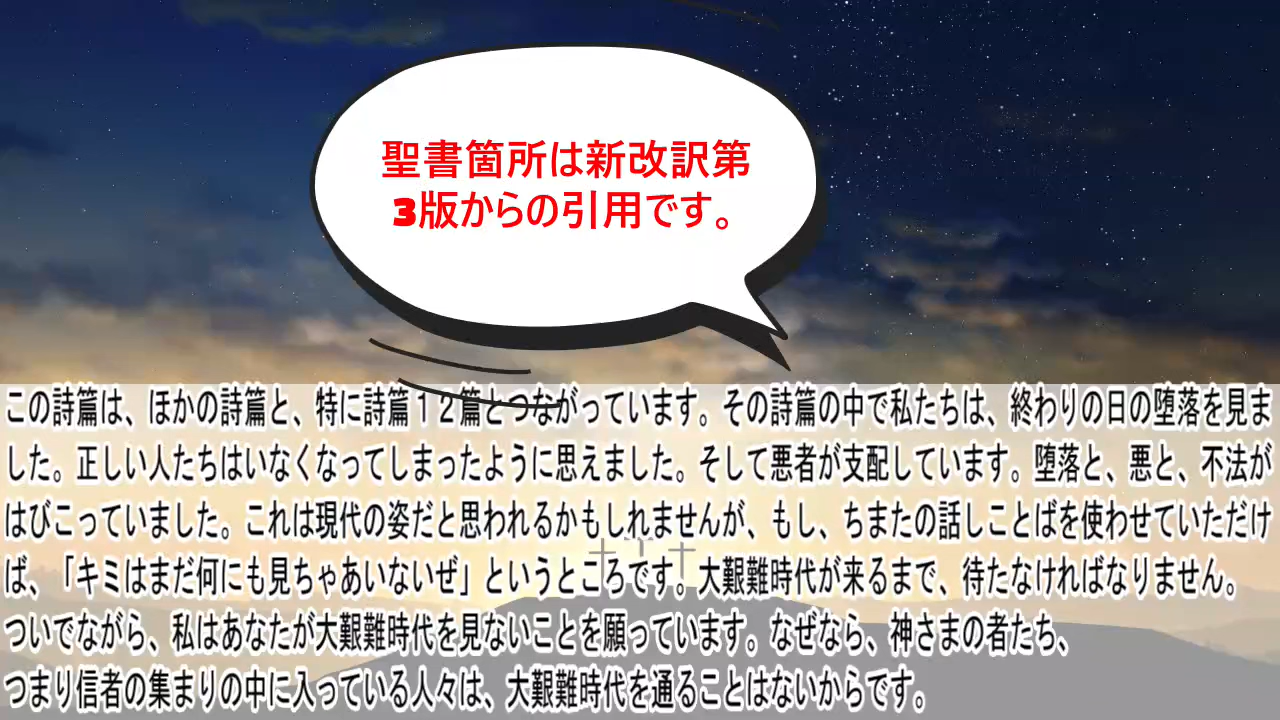 聖書箇所は新改訳第
3版からの引用です。
この詩篇は、ほかの詩篇と、特に詩篇１２篇とつながっています。その詩篇の中で私たちは、終わりの日の堕落を見ま
した。正しい人たちはいなくなってしまったように思えました。そして悪者が支配しています。堕落と、悪と、不法が
はびこっていました。これは現代の姿だと思われるかもしれませんが、もし、ちまたの話しことばを使わせていただけ
ば、「キミはまだ何にも見ちゃあいないぜ」というところです。大艱難時代が来るまで、待たなければなりません。
ついでながら、私はあなたが大艱難時代を見ないことを願っています。なぜなら、神さまの者たち、
つまり信者の集まりの中に入っている人々は、大艱難時代を通ることはないからです。